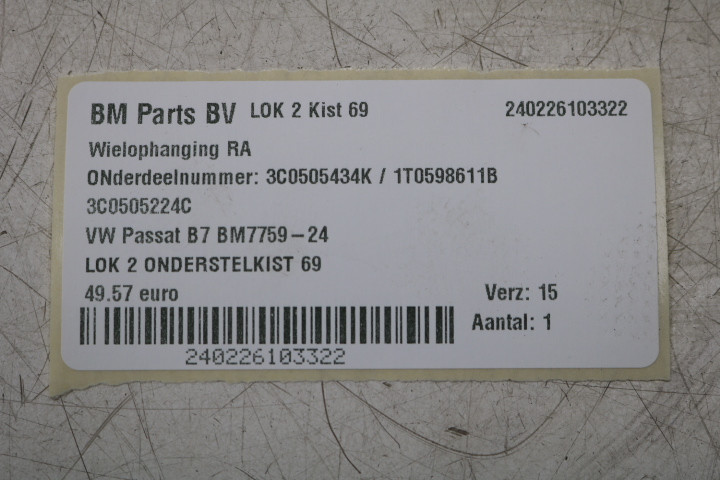 BM Parts BV LOK 2 Kist 69 240226103322
Wielophanging RA
ONderdeelnummer: 3C0505434K / 1T0598611B
3C0505224C
VW Passat B7 BM7759-24
LOK 2 ONDERSTELKIST 69
49.57 euro Verz: 15
Aantal: 1
240226103322